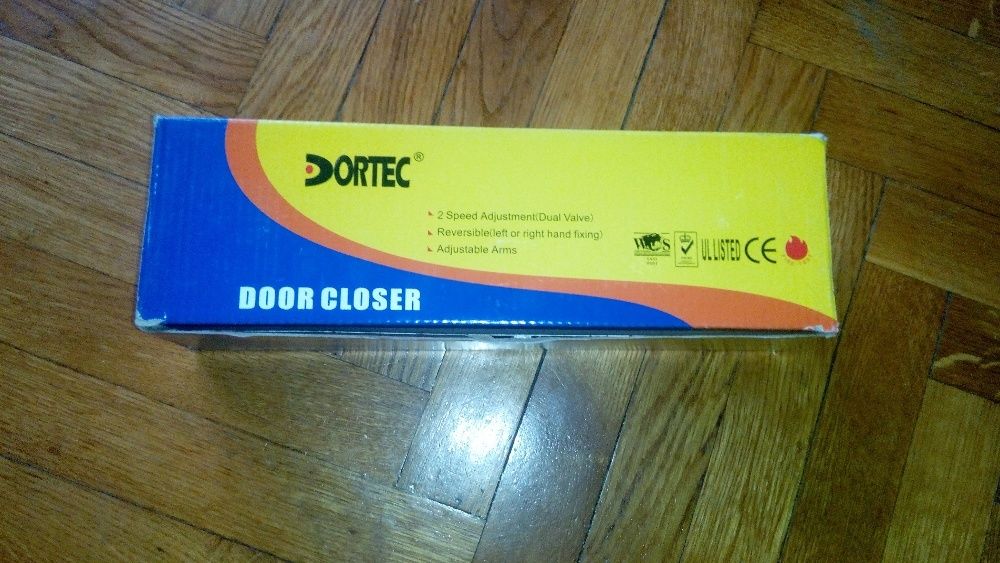 DORTEC®
2 Speed Adjustment(Dual Valve)
Reversible(left or right hand fixing)
Adjustable Arms
UL LISTED CE
DOOR CLOSER